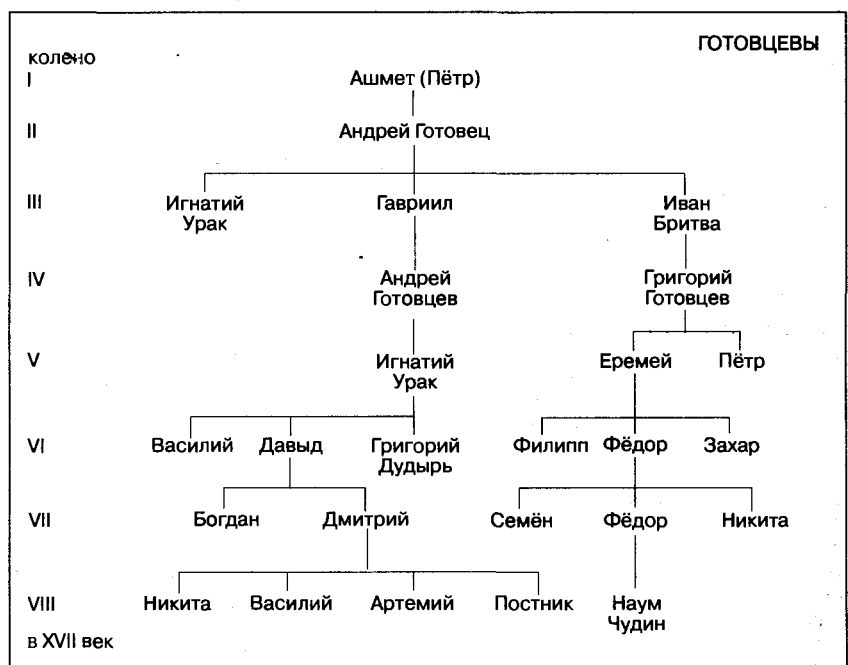 ГОТОВЦЕВЫ
колено
I Ашмет (Пётр)
II Андрей Готовец
III Игнатий Урак Гавриил Иван Бритва
IV Андрей Готовцев Григорий Готовцев
V Игнатий Урак Еремей Пётр
VI Василий Давыд Григорий Дудырь Филипп Фёдор Захар
VII Богдан Дмитрий Семён Фёдор Никита
VIII Никита Василий Артемий Постник Наум Чудин
в XVII век